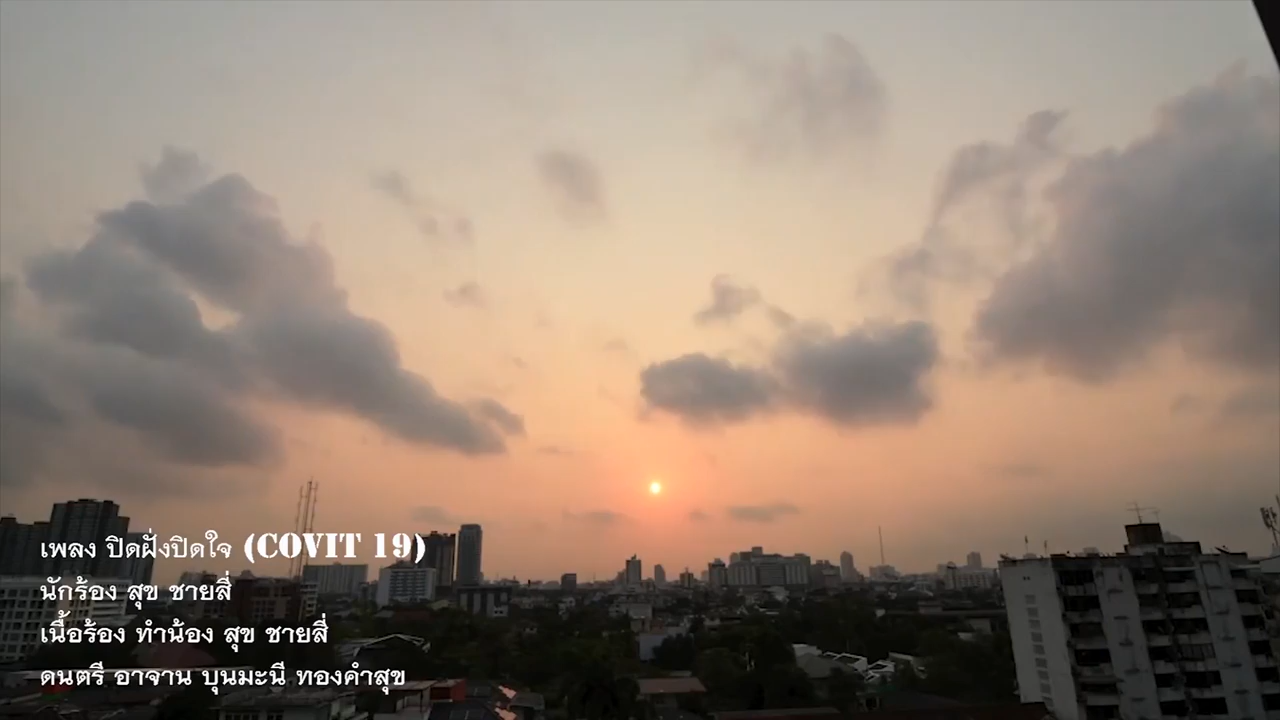 เพลง ปิดฝั่งปิดใจ (COVIT 19)
นักร้อง สุข ชายสี่
เนื้อร้อง ทำน้อง สุข ชายสี่
ดนตรี อาจาน บุนมะนี ทองคำสุข